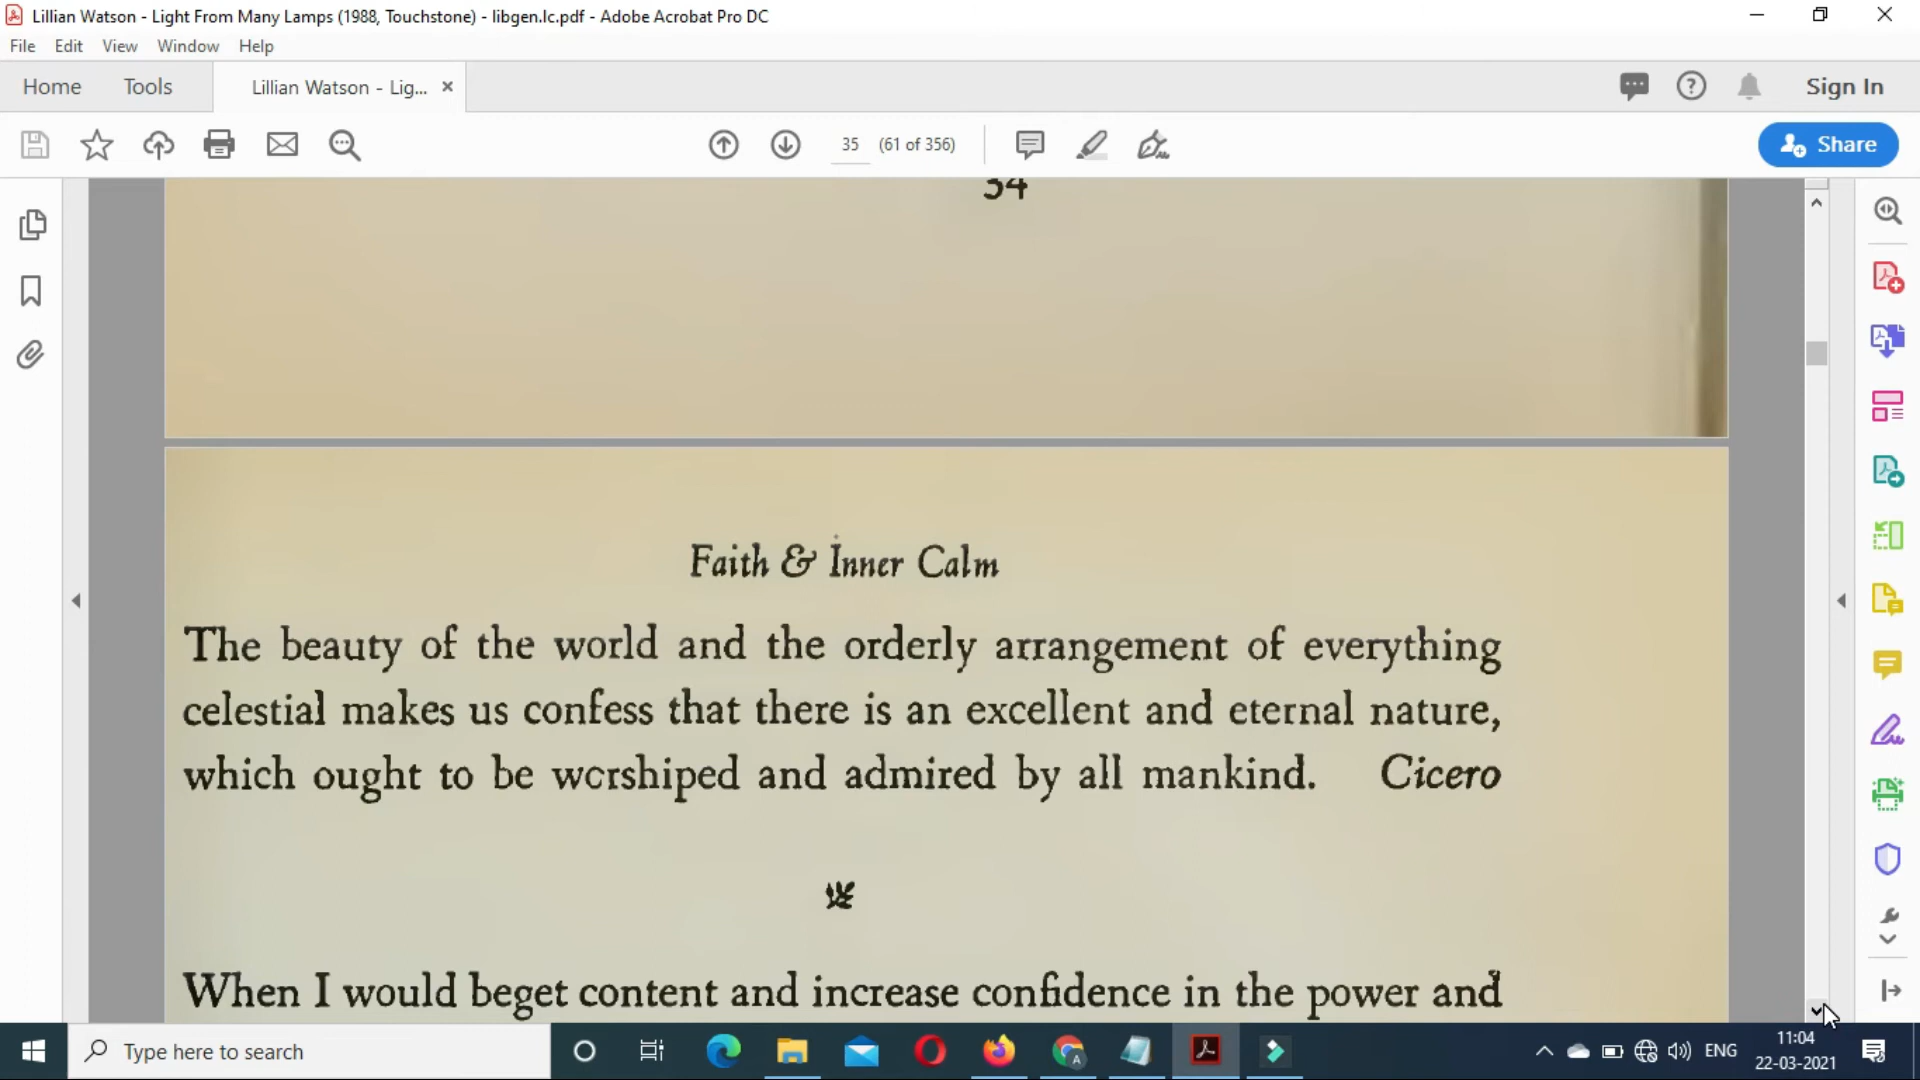 Lillian Watson - Light From Many Lamps (1988, Touchstone) - libgen.lc.pdf - Adobe Acrobat Pro DC
File Edit View Window Help
Home Tools Lillian Watson - Lig... Sign In
35 (61 of 356) Share
34
Faith & Inner Calm
The beauty of the world and the orderly arrangement of everything
celestial makes us confess that there is an excellent and eternal nature,
which ought to be worshiped and admired by all mankind. Cicero
When I would beget content and increase confidence in the power and
Type here to search
A
ENG
11:04
22-03-2021